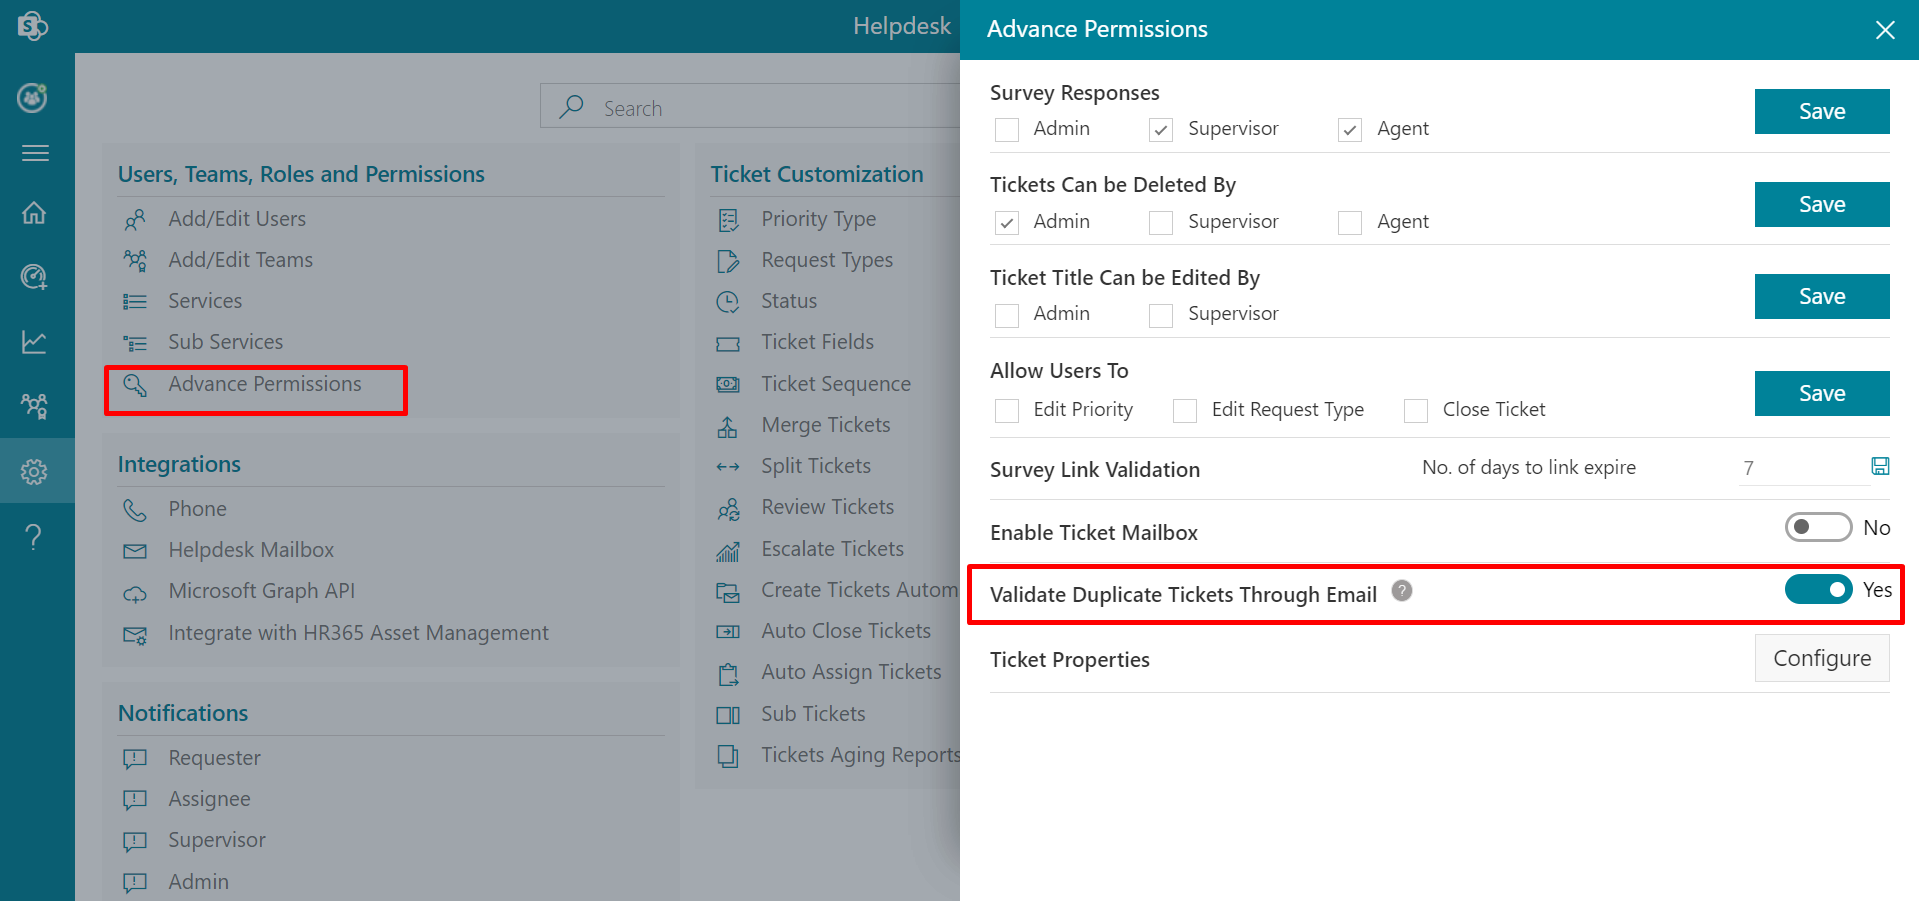 S
Helpdesk
Search
Users, Teams, Roles and Permissions
Add/Edit Users
Add/Edit Teams
Services
Sub Services
Advance Permissions
Integrations
Phone
Helpdesk Mailbox
Microsoft Graph API
Integrate with HR365 Asset Management
Notifications
Requester
Assignee
Supervisor
Admin
Ticket Customization
Priority Type
Request Types
Status
Ticket Fields
Ticket Sequence
Merge Tickets
Split Tickets
Review Tickets
Escalate Tickets
Create Tickets Autom
Auto Close Tickets
Auto Assign Tickets
Sub Tickets
Tickets Aging Reports
Advance Permissions
Survey Responses
Admin Supervisor Agent
Save
Tickets Can be Deleted By
Admin Supervisor Agent
Save
Ticket Title Can be Edited By
Admin Supervisor
Save
Allow Users To
Edit Priority Edit Request Type Close Ticket
Save
Survey Link Validation No. of days to link expire 7
Enable Ticket Mailbox No
Validate Duplicate Tickets Through Email ? Yes
Ticket Properties Configure